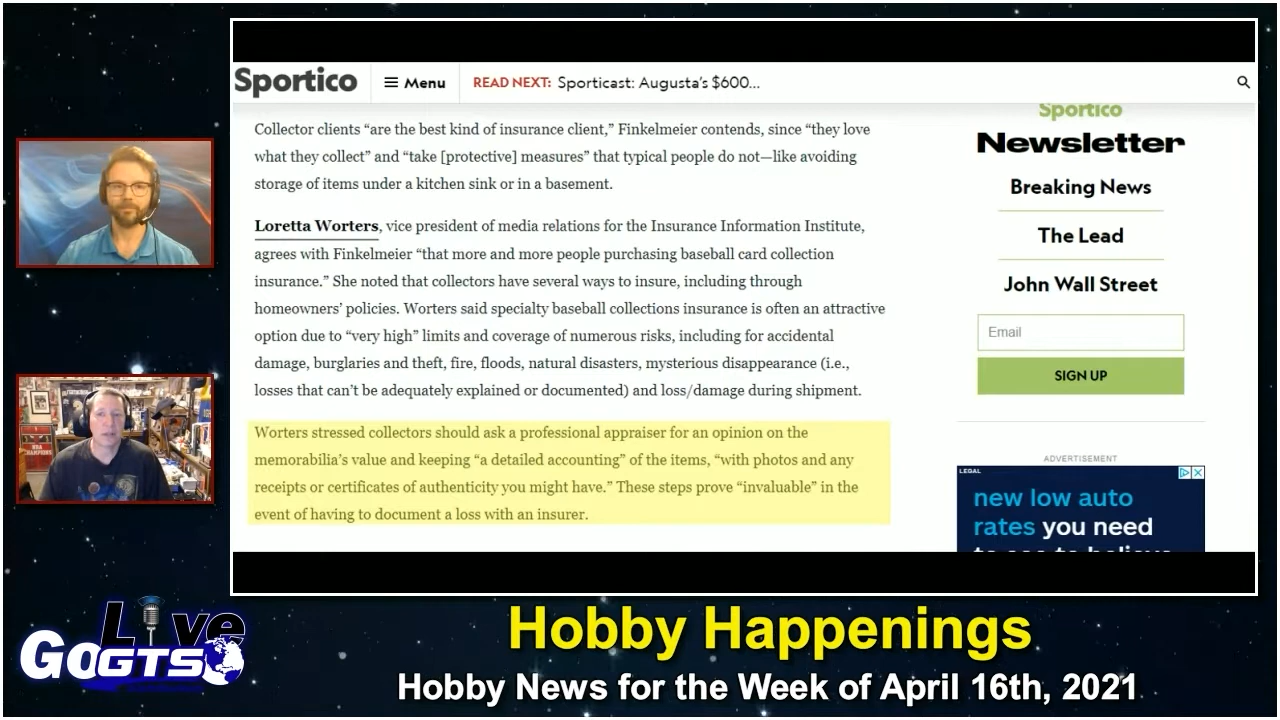 Sportico
Menu
READ NEXT: Sporticast: Augusta's $600...
Collector clients “are the best kind of insurance client,” Finkelmeier contends, since “they love
what they collect” and “take [protective] measures” that typical people do not—like avoiding
storage of items under a kitchen sink or in a basement.
Loretta Worters, vice president of media relations for the Insurance Information Institute,
agrees with Finkelmeier “that more and more people purchasing baseball card collection
insurance.” She noted that collectors have several ways to insure, including through
homeowners’ policies. Worters said specialty baseball collections insurance is often an attractive
option due to “very high” limits and coverage of numerous risks, including for accidental
damage, burglaries and theft, fire, floods, natural disasters, mysterious disappearance (i.e.,
losses that can’t be adequately explained or documented) and loss/damage during shipment.
Worters stressed collectors should ask a professional appraiser for an opinion on the
memorabilia’s value and keeping “a detailed accounting” of the items, “with photos and any
receipts or certificates of authenticity you might have.” These steps prove “invaluable” in the
event of having to document a loss with an insurer.
Sportico
Newsletter
Breaking News
The Lead
John Wall Street
Email
SIGN UP
ADVERTISEMENT
LEGAL
new low auto
rates you need
to see to believe
NBA
CHAMPIONS
Live
GoGTS
Hobby Happenings
Hobby News for the Week of April 16th, 2021